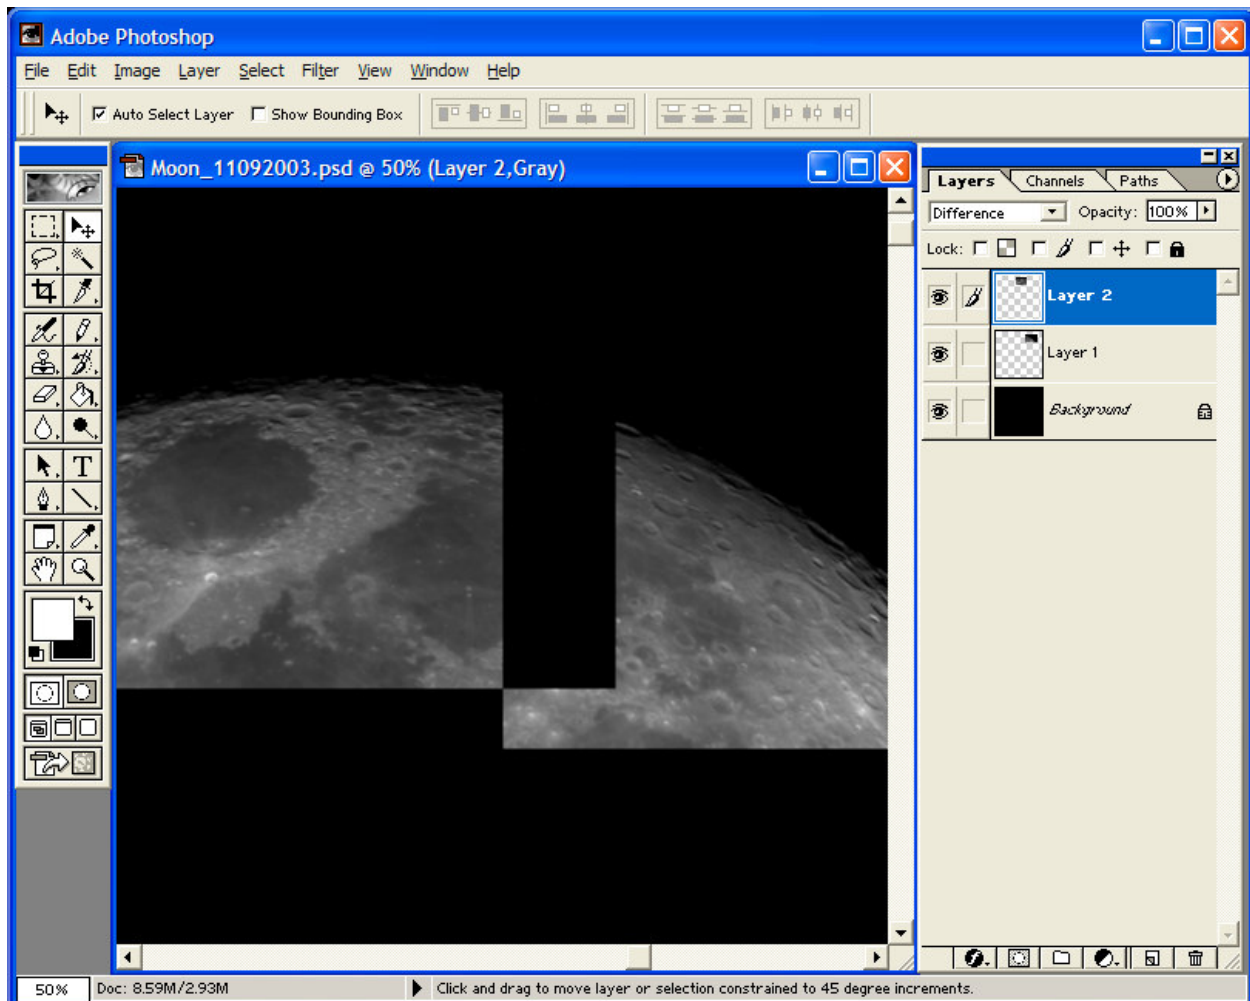 Adobe Photoshop
File Edit Image Layer Select Filter View Window Help
Auto Select Layer Show Bounding Box
Moon_11092003.psd @ 50% (Layer 2,Gray)
Layers Channels Paths
Difference Opacity: 100%
Lock:
Layer 2
Layer 1
Background
T
50% Doc: 8.59M/2.93M Click and drag to move layer or selection constrained to 45 degree increments.